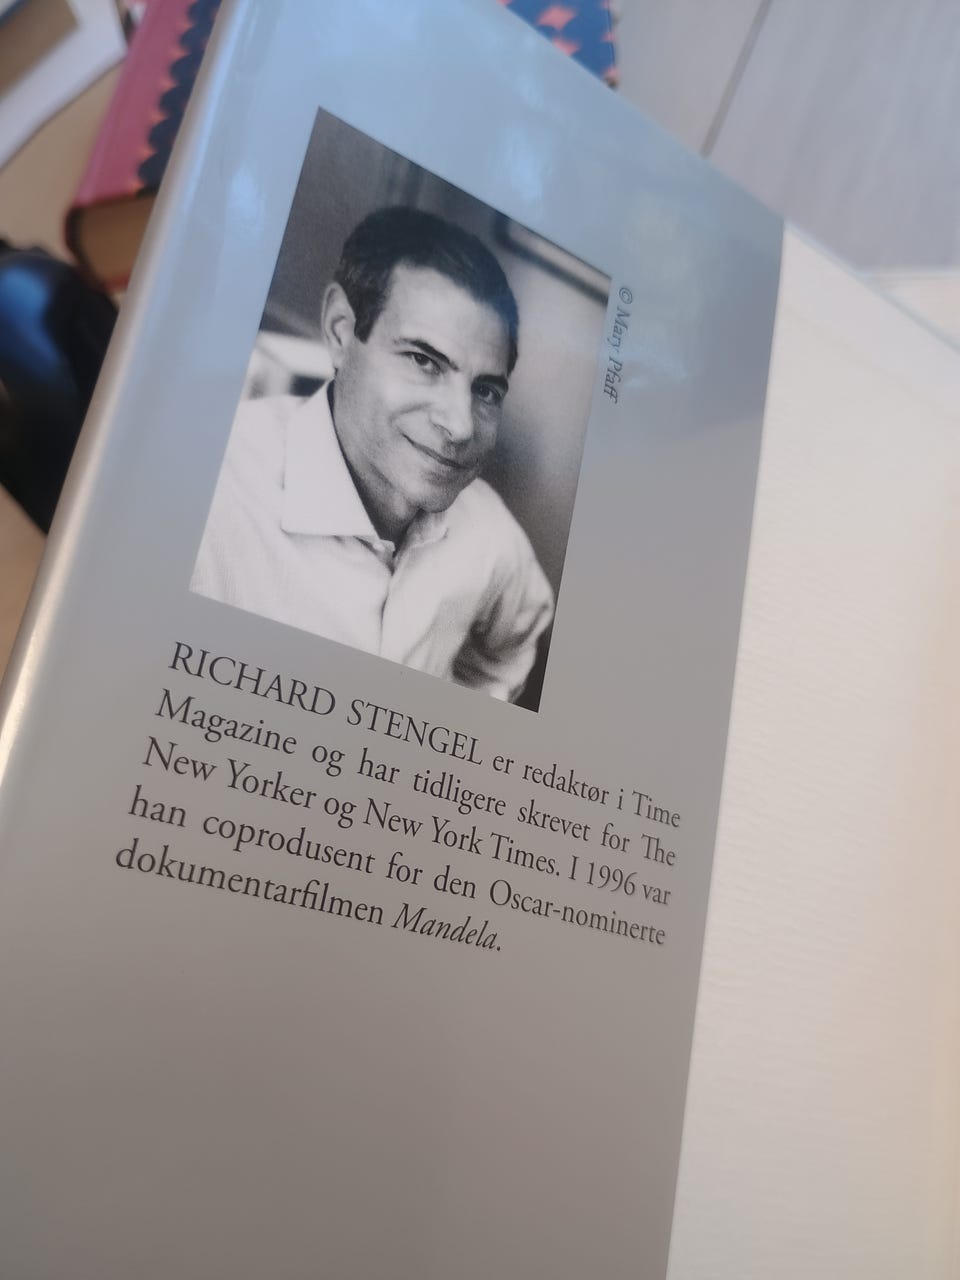 © Mary Pfaff
RICHARD STENGEL er redaktør i Time
Magazine og har tidligere skrevet for The
New Yorker og New York Times. I 1996 var
han coprodusent for den Oscar-nominerte
dokumentarfilmen Mandela.